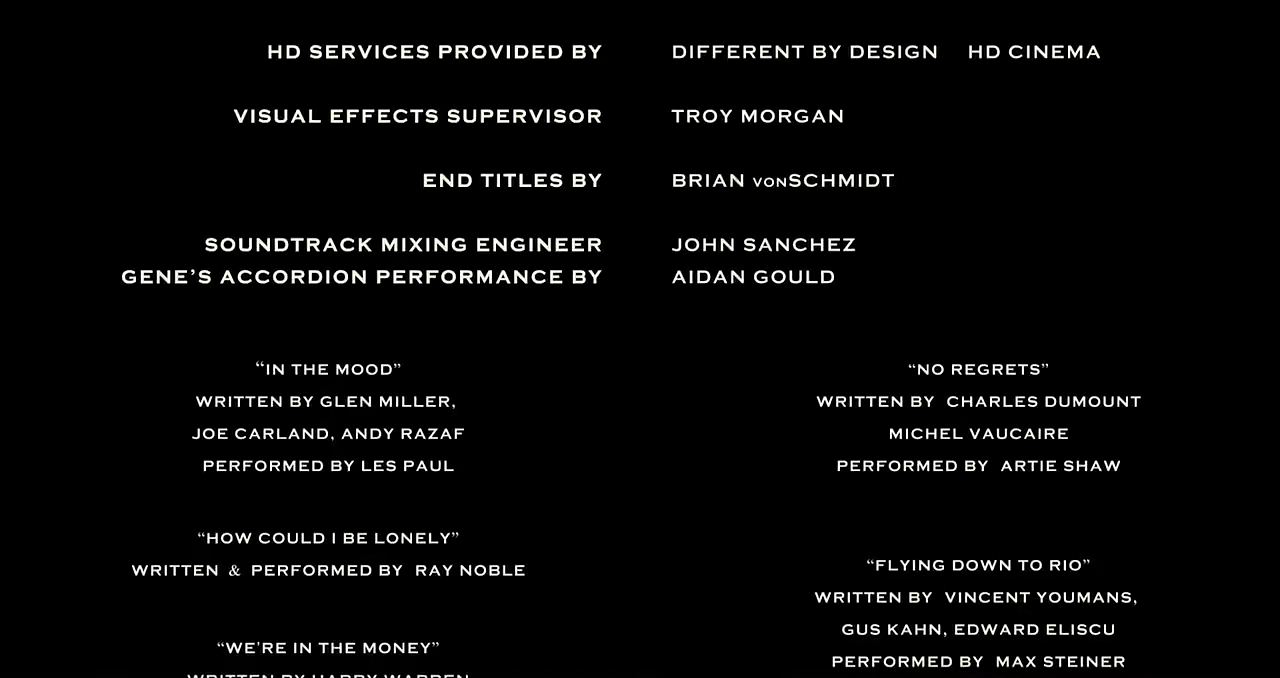 HD SERVICES PROVIDED BY DIFFERENT BY DESIGN HD CINEMA
VISUAL EFFECTS SUPERVISOR TROY MORGAN
END TITLES BY BRIAN VONSCHMIDT
SOUNDTRACK MIXING ENGINEER JOHN SANCHEZ
GENE’S ACCORDION PERFORMANCE BY AIDAN GOULD
“IN THE MOOD”
WRITTEN BY GLEN MILLER,
JOE CARLAND, ANDY RAZAF
PERFORMED BY LES PAUL
“HOW COULD I BE LONELY”
WRITTEN & PERFORMED BY RAY NOBLE
“WE'RE IN THE MONEY”
WRITTEN BY HARRY WARREN
“NO REGRETS”
WRITTEN BY CHARLES DUMOUNT
MICHEL VAUCAIRE
PERFORMED BY ARTIE SHAW
“FLYING DOWN TO RIO”
WRITTEN BY VINCENT YOUMANS,
GUS KAHN, EDWARD ELISCU
PERFORMED BY MAX STEINER